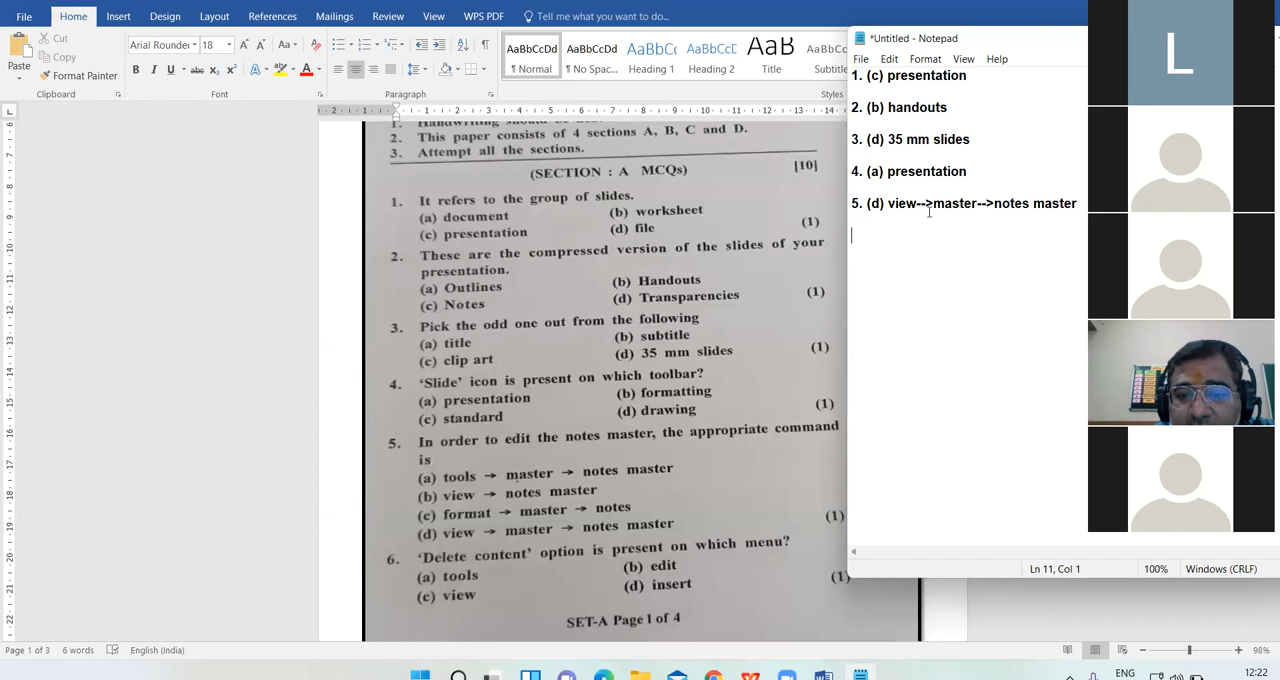 File Home Insert Design Layout References Mailings Review View WPS PDF Tell me what you want to do...
Paste
Cut
Copy
Format Painter
Clipboard
Arial Rounde 18
Font
Paragraph
AaBbCcDd
¶ Normal
AaBbCcDd
¶ No Spac...
AaBbCc
Heading 1
AaBbCcE
Heading 2
AaB
Title
AaBbCc
Subtitle
Styles
2. This paper consists of 4 sections A, B, C and D.
3. Attempt all the sections.
(SECTION : A MCQs) [10]
1. It refers to the group of slides.
(a) document (b) worksheet
(c) presentation (d) file (1)
2. These are the compressed version of the slides of your
presentation.
(a) Outlines (b) Handouts
(c) Notes (d) Transparencies (1)
3. Pick the odd one out from the following
(a) title (b) subtitle
(c) clip art (d) 35 mm slides (1)
4. 'Slide' icon is present on which toolbar?
(a) presentation (b) formatting
(c) standard (d) drawing (1)
5. In order to edit the notes master, the appropriate command
is
(a) tools → master → notes master
(b) view → notes master
(c) format → master → notes
(d) view → master → notes master (1)
6. 'Delete content' option is present on which menu?
(a) tools (b) edit
(c) view (d) insert (1)
SET-A Page 1 of 4
*Untitled - Notepad
File Edit Format View Help
1. (c) presentation
2. (b) handouts
3. (d) 35 mm slides
4. (a) presentation
5. (d) view-->master-->notes master
Ln 11, Col 1 100% Windows (CRLF)
L
Page 1 of 3 6 words English (India) 98%
ENG 12:22